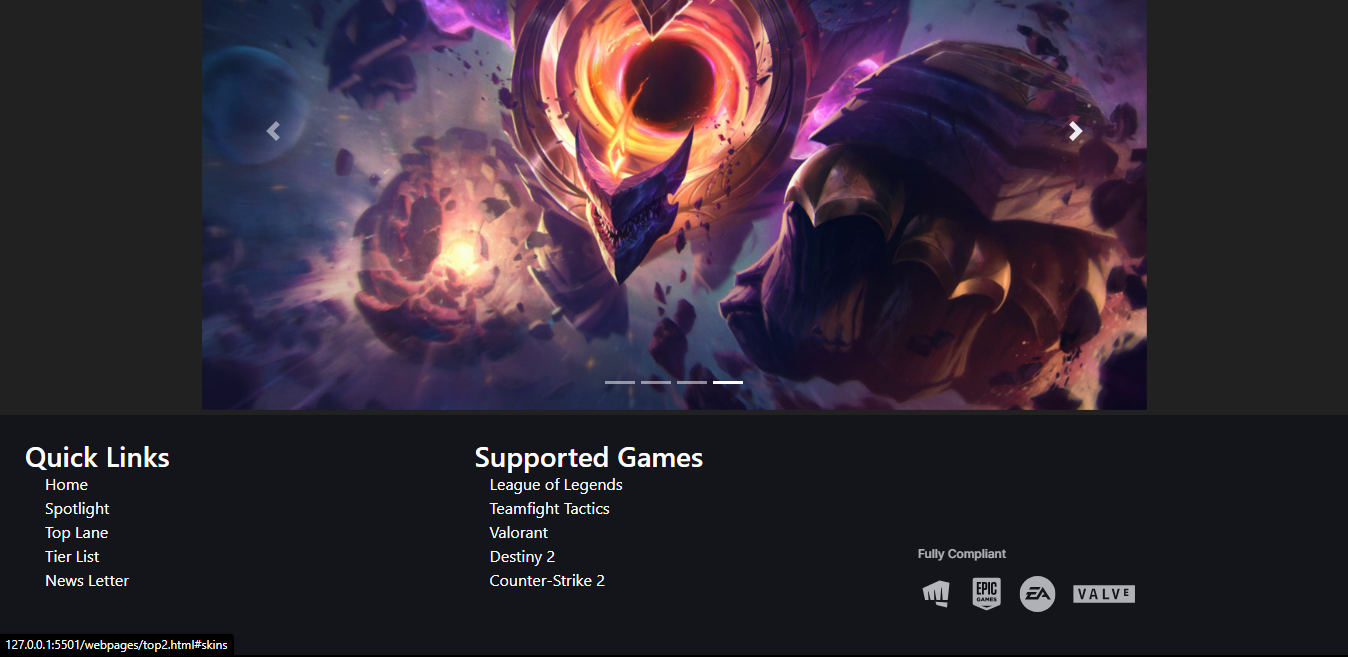 Quick Links
Home
Spotlight
Top Lane
Tier List
News Letter
Supported Games
League of Legends
Teamfight Tactics
Valorant
Destiny 2
Counter-Strike 2
Fully Compliant
EPIC
GAMES
EA
VALVE
127.0.0.1:5501/webpages/top2.html#skins